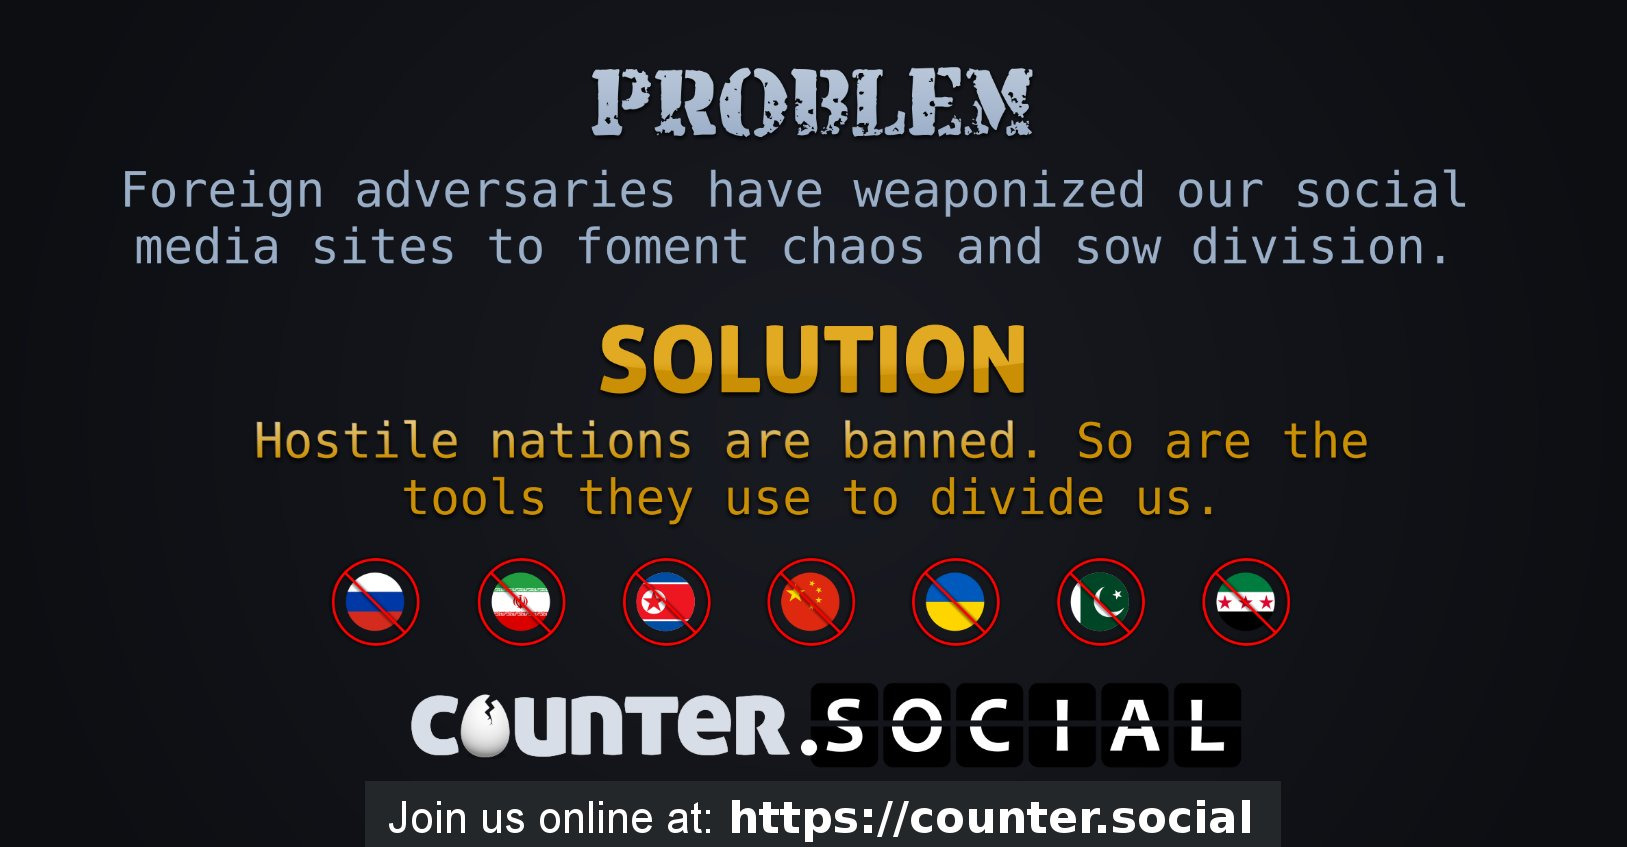 PROBLEM
Foreign adversaries have weaponized our social
media sites to foment chaos and sow division.
SOLUTION
Hostile nations are banned. So are the
tools they use to divide us.
COUNTER.SOCIAL
Join us online at: https://counter.social